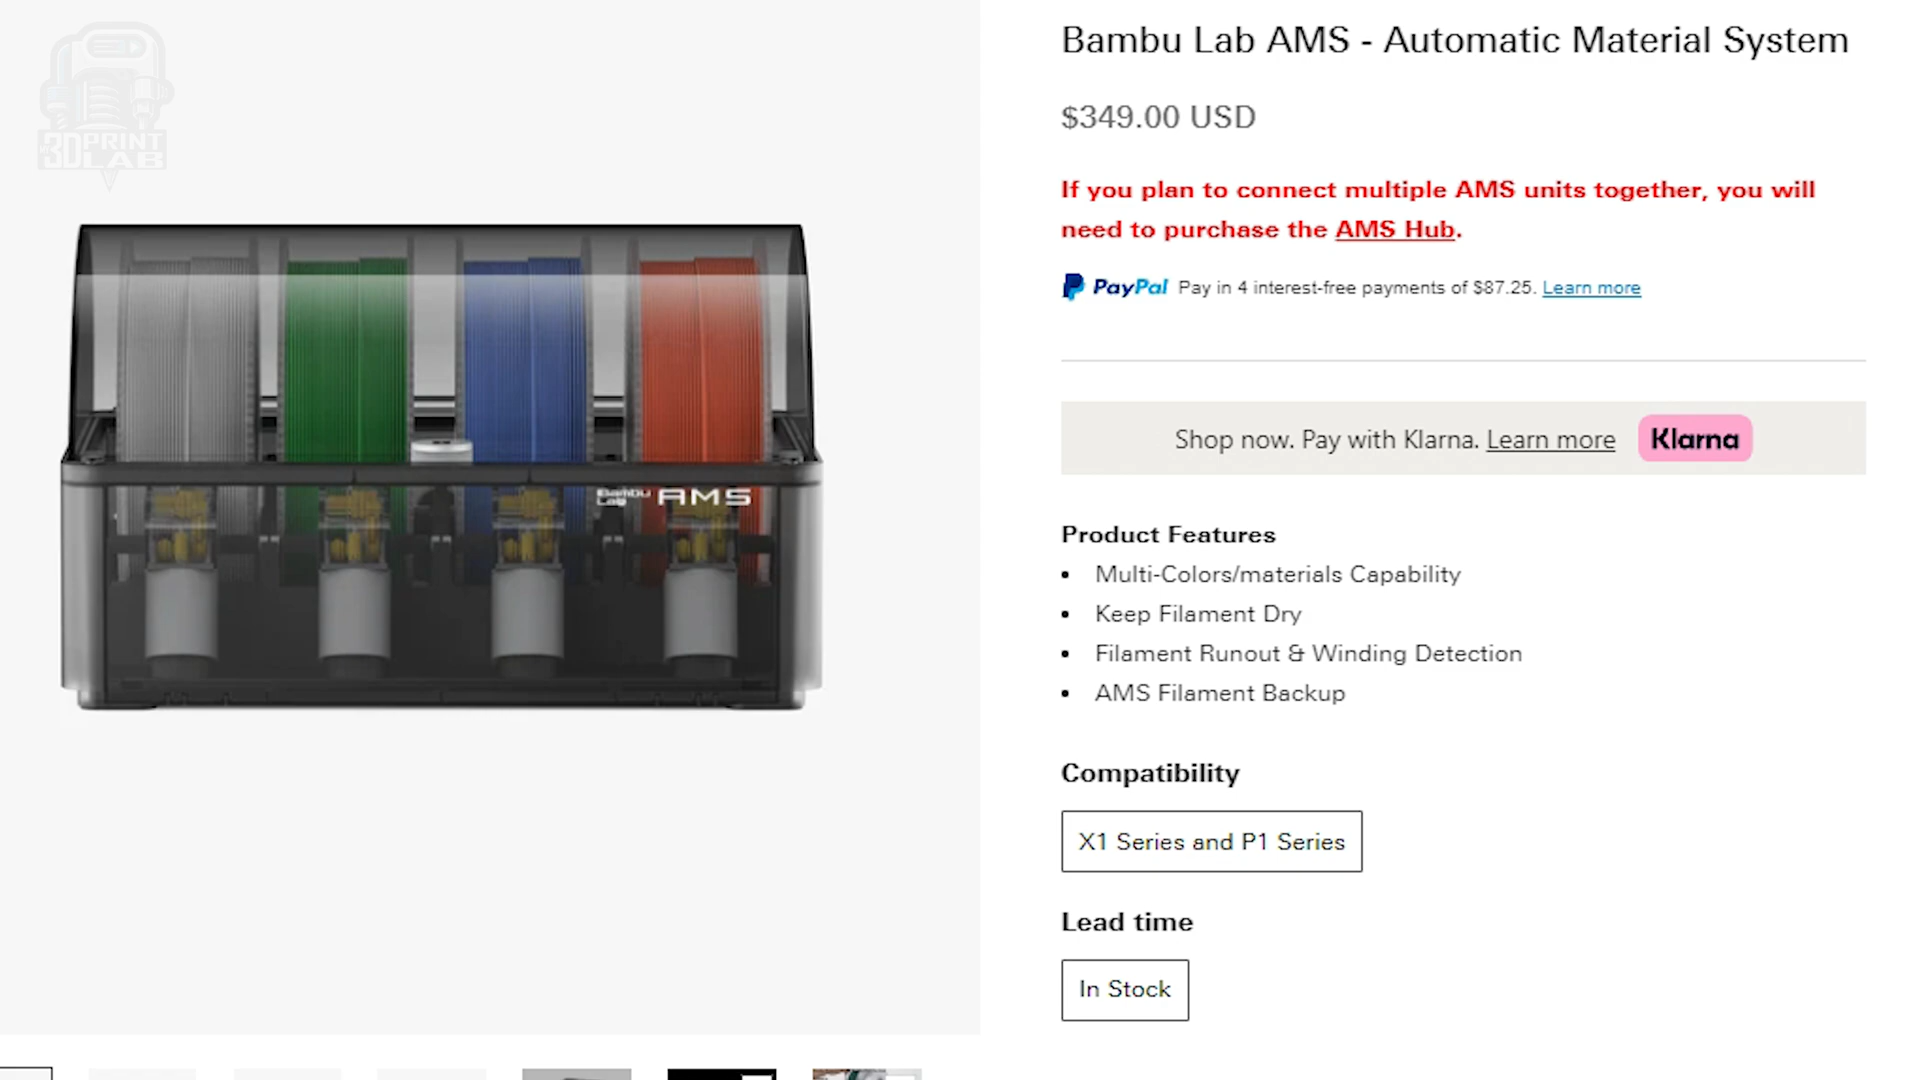 MY 3D PRINT LAB
Bambu Lab AMS
Bambu Lab AMS - Automatic Material System
$349.00 USD
If you plan to connect multiple AMS units together, you will
need to purchase the AMS Hub.
PayPal Pay in 4 interest-free payments of $87.25. Learn more
Shop now. Pay with Klarna. Learn more Klarna
Product Features
• Multi-Colors/materials Capability
• Keep Filament Dry
• Filament Runout & Winding Detection
• AMS Filament Backup
Compatibility
X1 Series and P1 Series
Lead time
In Stock